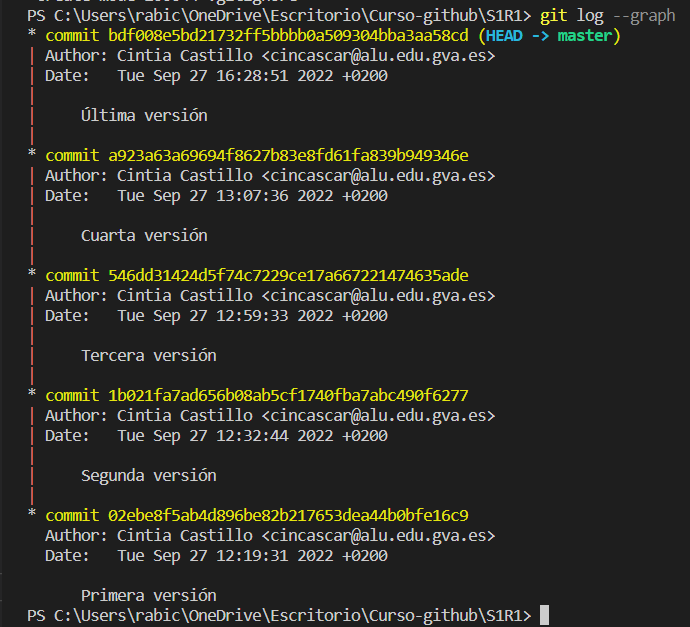 PS C:\Users\rabic\OneDrive\Escritorio\Curso-github\S1R1> git log --graph
* commit bdf008e5bd21732ff5bbbb0a509304bba3aa58cd (HEAD -> master)
| Author: Cintia Castillo <cincascar@alu.edu.gva.es>
| Date:   Tue Sep 27 16:28:51 2022 +0200
|
|     Última versión
|
* commit a923a63a69694f8627b83e8fd61fa839b949346e
| Author: Cintia Castillo <cincascar@alu.edu.gva.es>
| Date:   Tue Sep 27 13:07:36 2022 +0200
|
|     Cuarta versión
|
* commit 546dd31424d5f74c7229ce17a667221474635ade
| Author: Cintia Castillo <cincascar@alu.edu.gva.es>
| Date:   Tue Sep 27 12:59:33 2022 +0200
|
|     Tercera versión
|
* commit 1b021fa7ad656b08ab5cf1740fba7abc490f6277
| Author: Cintia Castillo <cincascar@alu.edu.gva.es>
| Date:   Tue Sep 27 12:32:44 2022 +0200
|
|     Segunda versión
|
* commit 02ebe8f5ab4d896be82b217653dea44b0bfe16c9
  Author: Cintia Castillo <cincascar@alu.edu.gva.es>
  Date:   Tue Sep 27 12:19:31 2022 +0200

      Primera versión
PS C:\Users\rabic\OneDrive\Escritorio\Curso-github\S1R1>